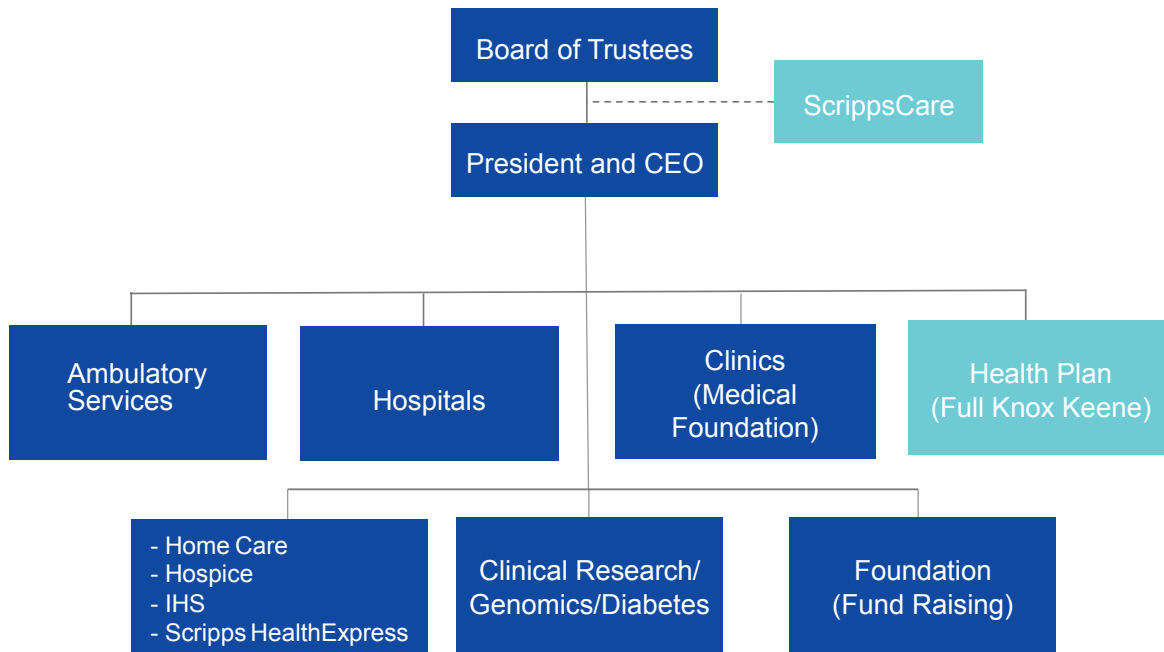 Board of Trustees
ScrippsCare
President and CEO
Ambulatory
Services
Hospitals
Clinics
(Medical
Foundation)
Health Plan
(Full Knox Keene)
- Home Care
- Hospice
- IHS
- Scripps HealthExpress
Clinical Research/
Genomics/Diabetes
Foundation
(Fund Raising)